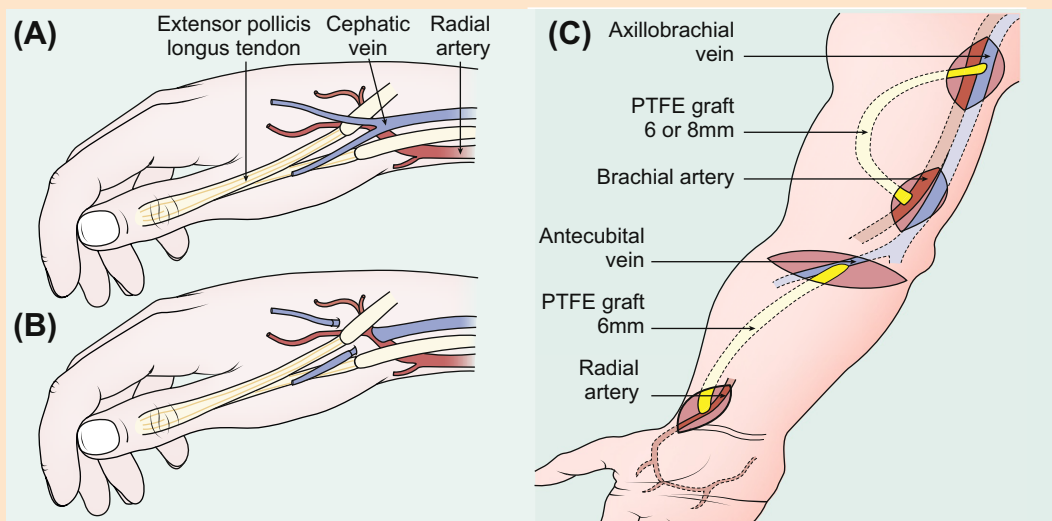 (A)
Extensor pollicis
longus tendon
Cephatic
vein
Radial
artery
(B)
(C)
Axillobrachial
vein
PTFE graft
6 or 8mm
Brachial artery
Antecubital
vein
PTFE graft
6mm
Radial
artery